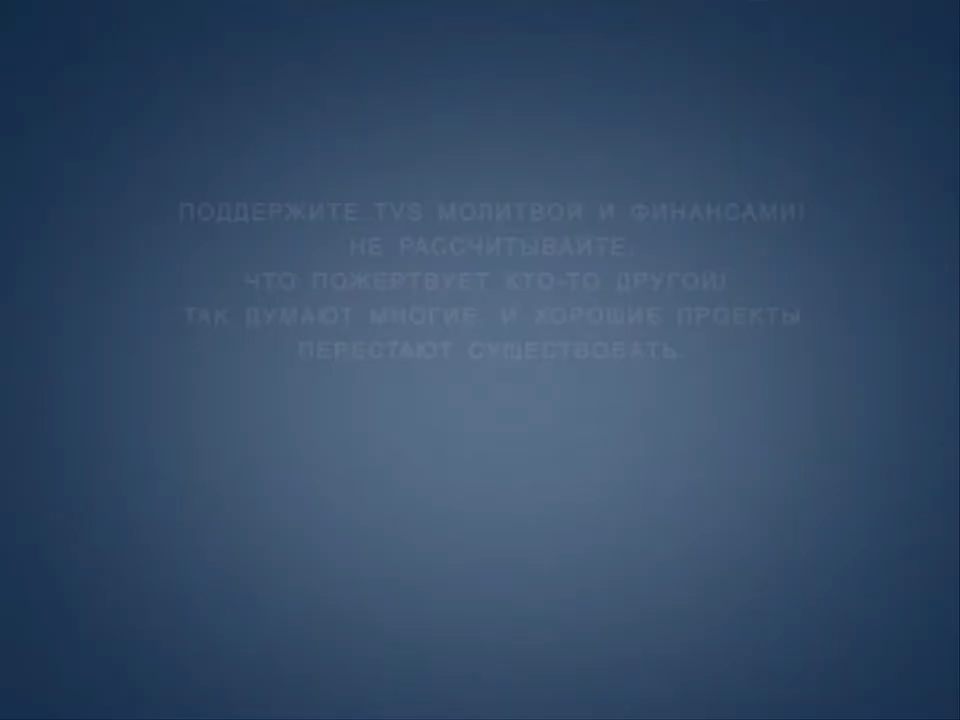 ПОДДЕРЖИТЕ TVS МОЛИТВОЙ И ФИНАНСАМИ!
НЕ РАССЧИТЫВАЙТЕ,
ЧТО ПОЖЕРТВУЕТ КТО-ТО ДРУГОЙ!
ТАК ДУМАЮТ МНОГИЕ, И ХОРОШИЕ ПРОЕКТЫ
ПЕРЕСТАЮТ СУЩЕСТВОВАТЬ.